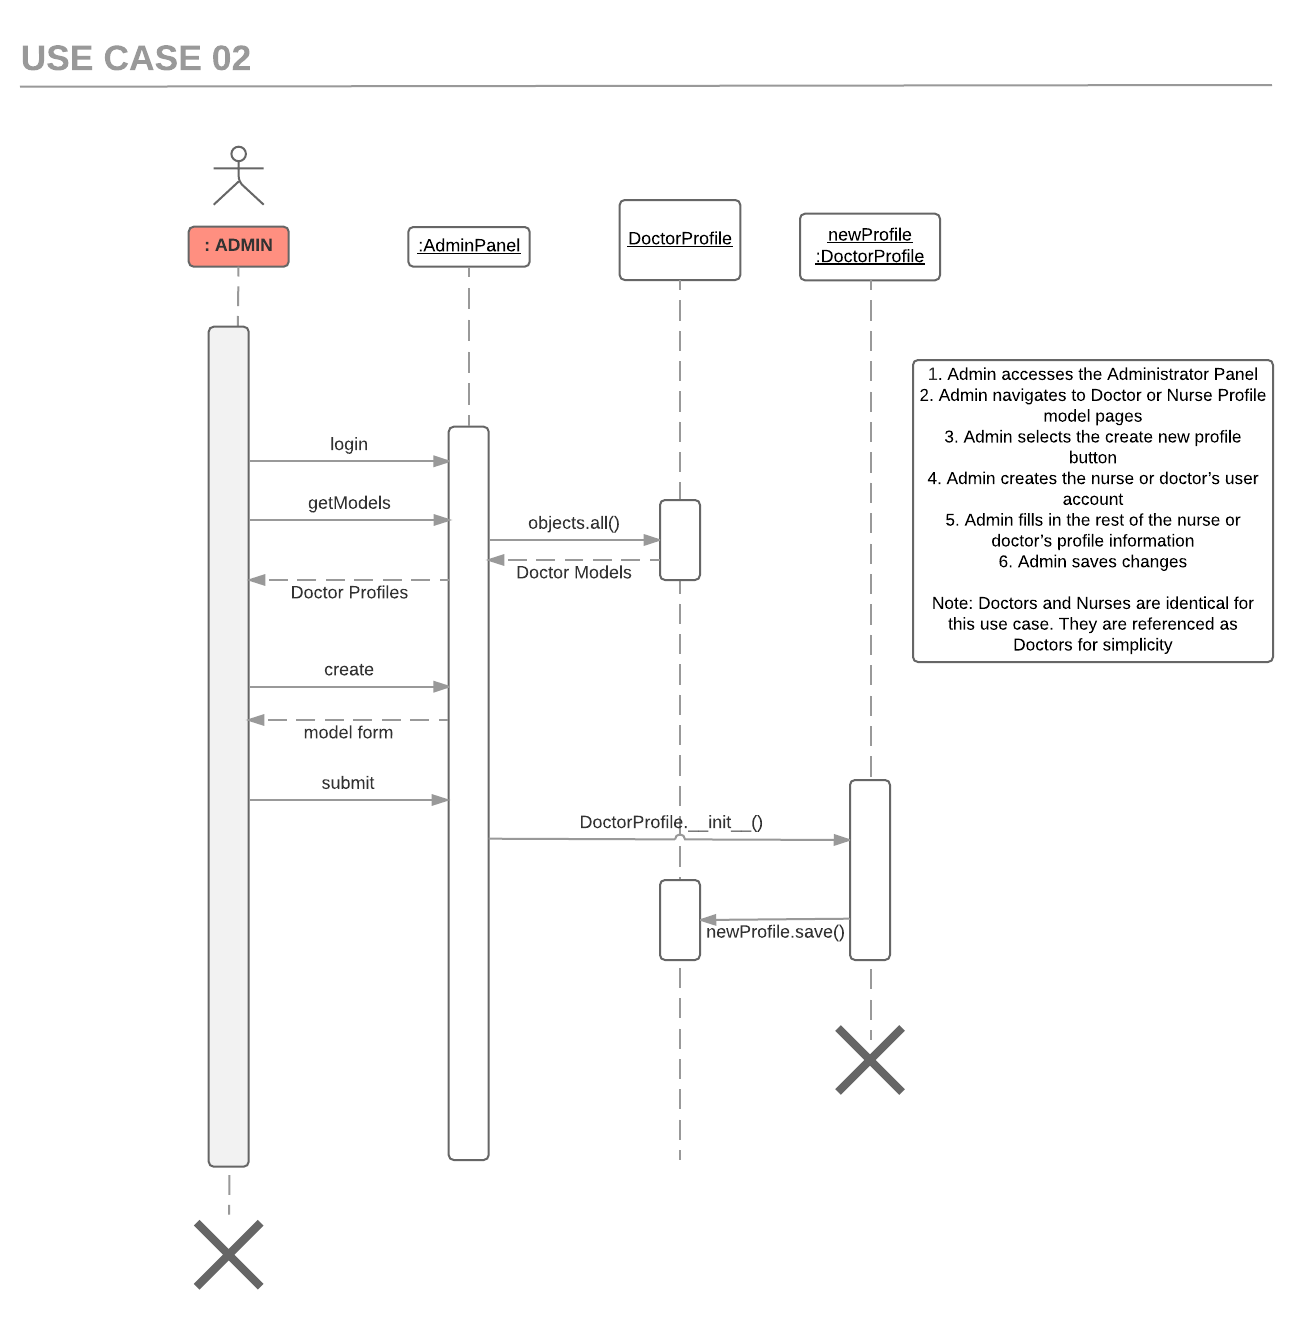 USE CASE 02
: ADMIN
:AdminPanel
DoctorProfile
newProfile
:DoctorProfile
1. Admin accesses the Administrator Panel
2. Admin navigates to Doctor or Nurse Profile
model pages
3. Admin selects the create new profile
button
4. Admin creates the nurse or doctor’s user
account
5. Admin fills in the rest of the nurse or
doctor’s profile information
6. Admin saves changes
Note: Doctors and Nurses are identical for
this use case. They are referenced as
Doctors for simplicity
login
getModels
objects.all()
Doctor Models
Doctor Profiles
create
model form
submit
DoctorProfile.__init__()
newProfile.save()